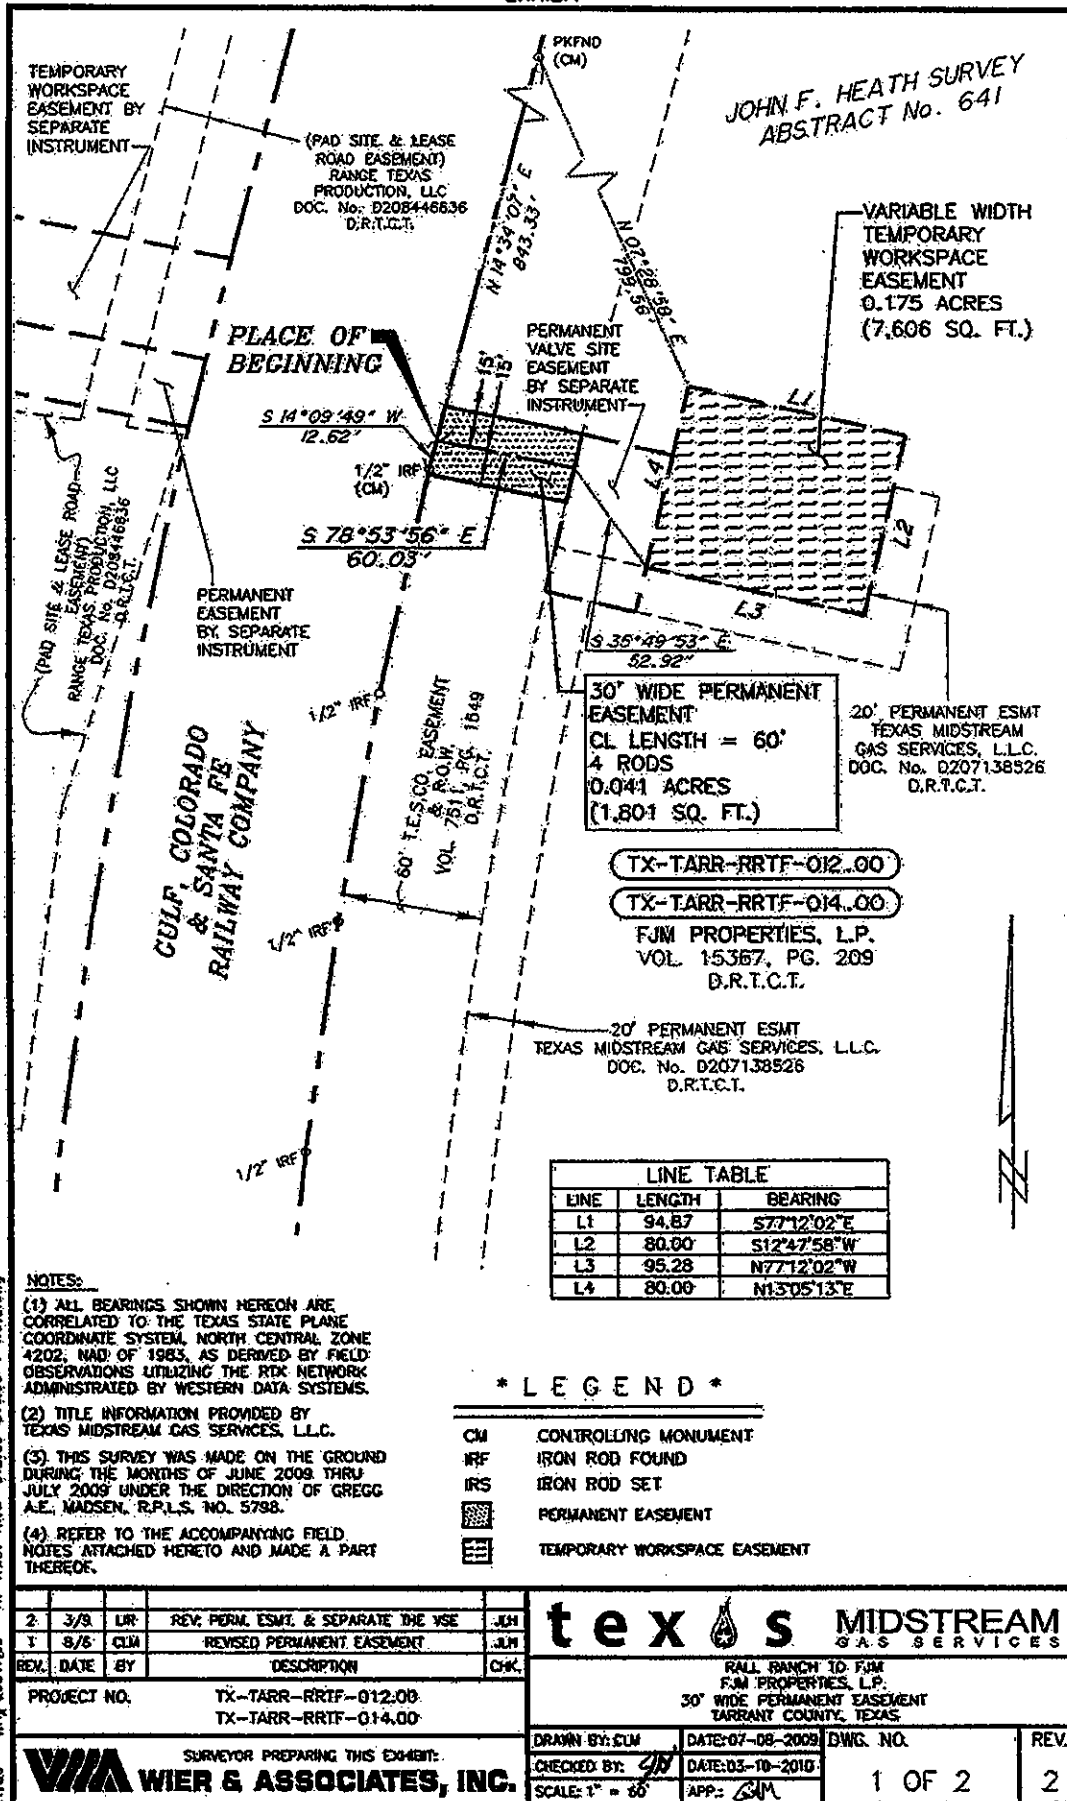 PKFND
(CM)
JOHN F. HEATH SURVEY
ABSTRACT No. 641
TEMPORARY
WORKSPACE
EASEMENT BY
SEPARATE
INSTRUMENT
(PAD SITE & LEASE
ROAD EASEMENT)
RANGE TEXAS
PRODUCTION, LLC
DOC. No. D208446636
D.R.T.C.T.
N 14°34'07" E
843.33'
N 07°28'58" E
799.56'
VARIABLE WIDTH
TEMPORARY
WORKSPACE
EASEMENT
0.175 ACRES
(7,606 SQ. FT.)
PLACE OF
BEGINNING
PERMANENT
VALVE SITE
EASEMENT
BY SEPARATE
INSTRUMENT
15'
15'
S 14°09'49" W
12.62'
1/2" IRF
(CM)
S 78°53'56" E
60.03'
L1
L2
L3
L4
(PAD SITE & LEASE ROAD
EASEMENT)
RANGE TEXAS PRODUCTION, LLC
DOC. No. D208446636
D.R.T.C.T.
PERMANENT
EASEMENT
BY SEPARATE
INSTRUMENT
S 35°49'53" E
52.92'
30' WIDE PERMANENT
EASEMENT
CL LENGTH = 60'
4 RODS
0.041 ACRES
(1,801 SQ. FT.)
20' PERMANENT ESMT
TEXAS MIDSTREAM
GAS SERVICES, L.L.C.
DOC. No. D207138526
D.R.T.C.T.
1/2" IRF
60' T.E.S.CO. EASEMENT
& R.O.W.
VOL. 7511, PG. 1649
D.R.T.C.T.
GULF, COLORADO
& SANTA FE
RAILWAY COMPANY
TX-TARR-RRTF-012.00
TX-TARR-RRTF-014.00
FJM PROPERTIES, L.P.
VOL. 15367, PG. 209
D.R.T.C.T.
1/2" IRF
20' PERMANENT ESMT
TEXAS MIDSTREAM GAS SERVICES, L.L.C.
DOC. No. D207138526
D.R.T.C.T.
1/2" IRF
LINE TABLE
LINE LENGTH BEARING
L1 94.87 S77°12'02"E
L2 80.00 S12°47'58"W
L3 95.28 N77°12'02"W
L4 80.00 N13°05'13"E
NOTES:
(1) ALL BEARINGS SHOWN HEREON ARE
CORRELATED TO THE TEXAS STATE PLANE
COORDINATE SYSTEM, NORTH CENTRAL ZONE
4202, NAD OF 1983, AS DERIVED BY FIELD
OBSERVATIONS UTILIZING THE RTK NETWORK
ADMINISTRATED BY WESTERN DATA SYSTEMS.
(2) TITLE INFORMATION PROVIDED BY
TEXAS MIDSTREAM GAS SERVICES, L.L.C.
(3) THIS SURVEY WAS MADE ON THE GROUND
DURING THE MONTHS OF JUNE 2009 THRU
JULY 2009 UNDER THE DIRECTION OF GREGG
A.E. MADSEN, R.P.L.S. NO. 5798.
(4) REFER TO THE ACCOMPANYING FIELD
NOTES ATTACHED HERETO AND MADE A PART
THEREOF.
* L E G E N D *
CM CONTROLLING MONUMENT
IRF IRON ROD FOUND
IRS IRON ROD SET
PERMANENT EASEMENT
TEMPORARY WORKSPACE EASEMENT
2 3/9 LJR REV. PERM. ESMT. & SEPARATE THE VSE JLH
1 8/6 CLM REVISED PERMANENT EASEMENT JLH
REV. DATE BY DESCRIPTION CHK.
PROJECT NO. TX-TARR-RRTF-012.00
TX-TARR-RRTF-014.00
SURVEYOR PREPARING THIS EXHIBIT:
WIER & ASSOCIATES, INC.
tex s MIDSTREAM
GAS SERVICES
RALL RANCH TO FJM
FJM PROPERTIES, L.P.
30' WIDE PERMANENT EASEMENT
TARRANT COUNTY, TEXAS
DRAWN BY: CLM DATE: 07-08-2009 DWG. NO. REV.
CHECKED BY: DATE: 03-10-2010 1 OF 2 2
SCALE: 1" = 60' APP.: